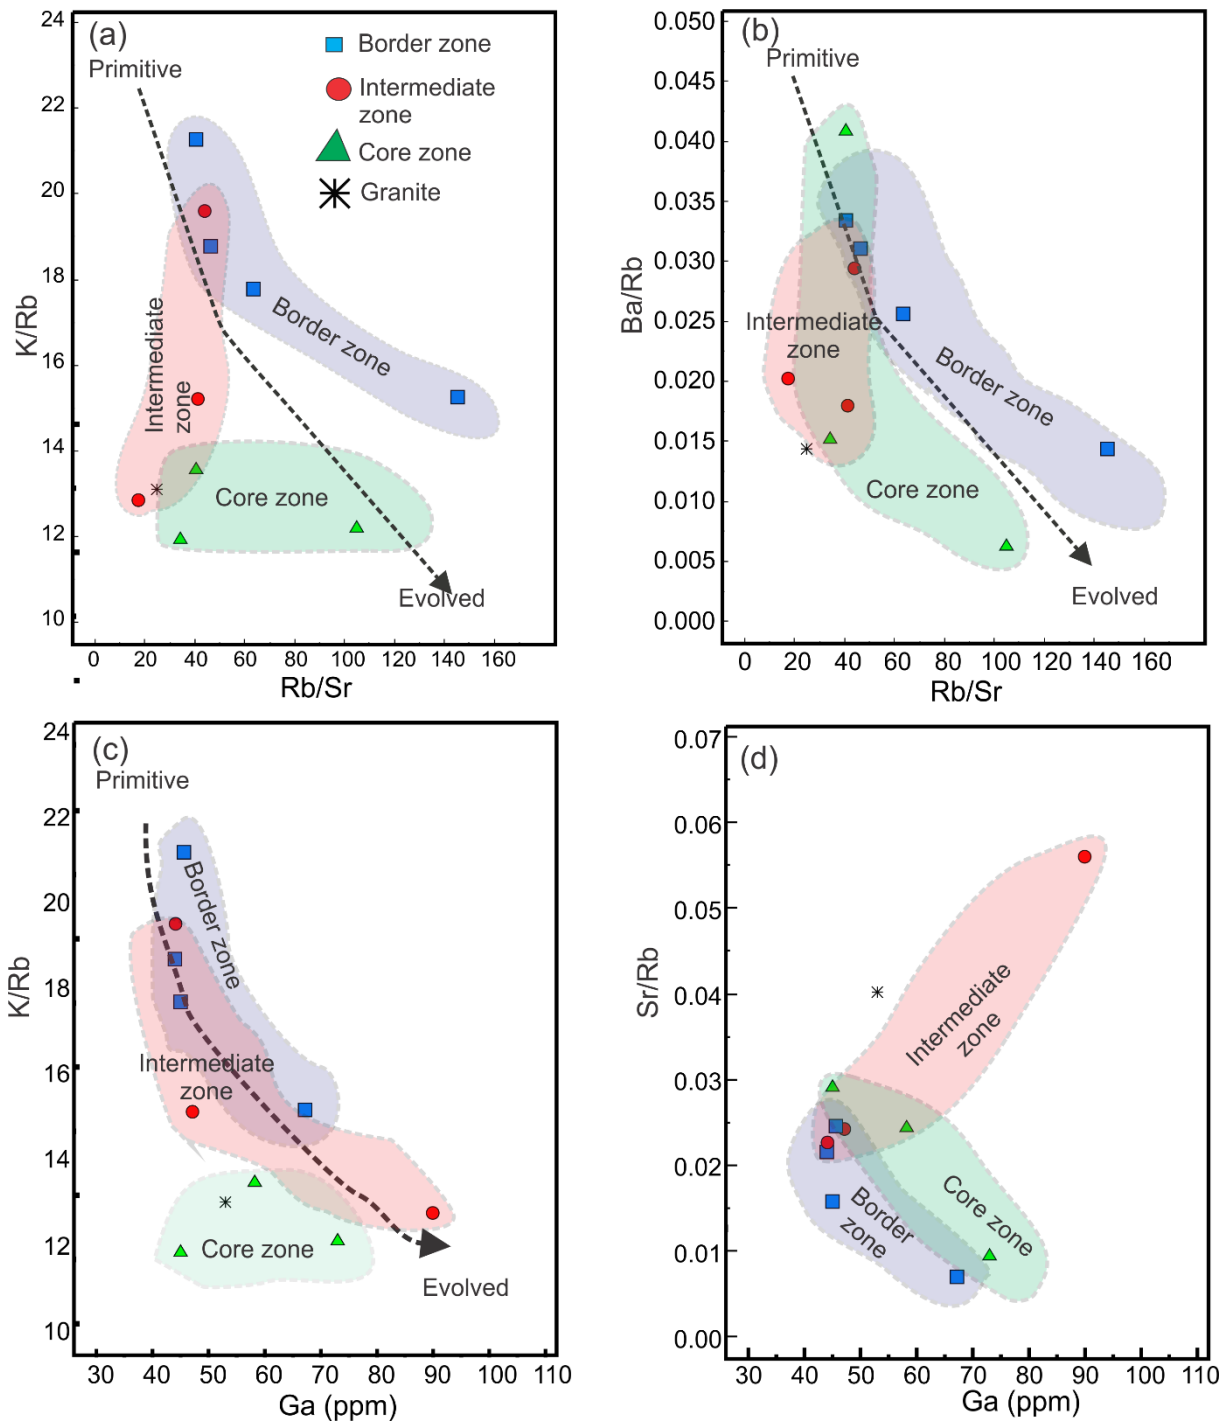 (a)
Primitive
Border zone
Intermediate
zone
Core zone
Granite
24
22
20
18
16
14
12
10
K/Rb
Border zone
Intermediate
zone
Core zone
Evolved
0
20
40
60
80
100
120
140
160
Rb/Sr
(b)
Primitive
0.050
0.045
0.040
0.035
0.030
0.025
0.020
0.015
0.010
0.005
0.000
Ba/Rb
Intermediate
zone
Border zone
Core zone
Evolved
0
20
40
60
80
100
120
140
160
Rb/Sr
(c)
Primitive
24
22
20
18
16
14
12
10
K/Rb
Border zone
Intermediate
zone
Core zone
Evolved
30
40
50
60
70
80
90
100
110
Ga (ppm)
(d)
0.07
0.06
0.05
0.04
0.03
0.02
0.01
0.00
Sr/Rb
Intermediate
zone
Core zone
Border
zone
30
40
50
60
70
80
90
100
110
Ga (ppm)